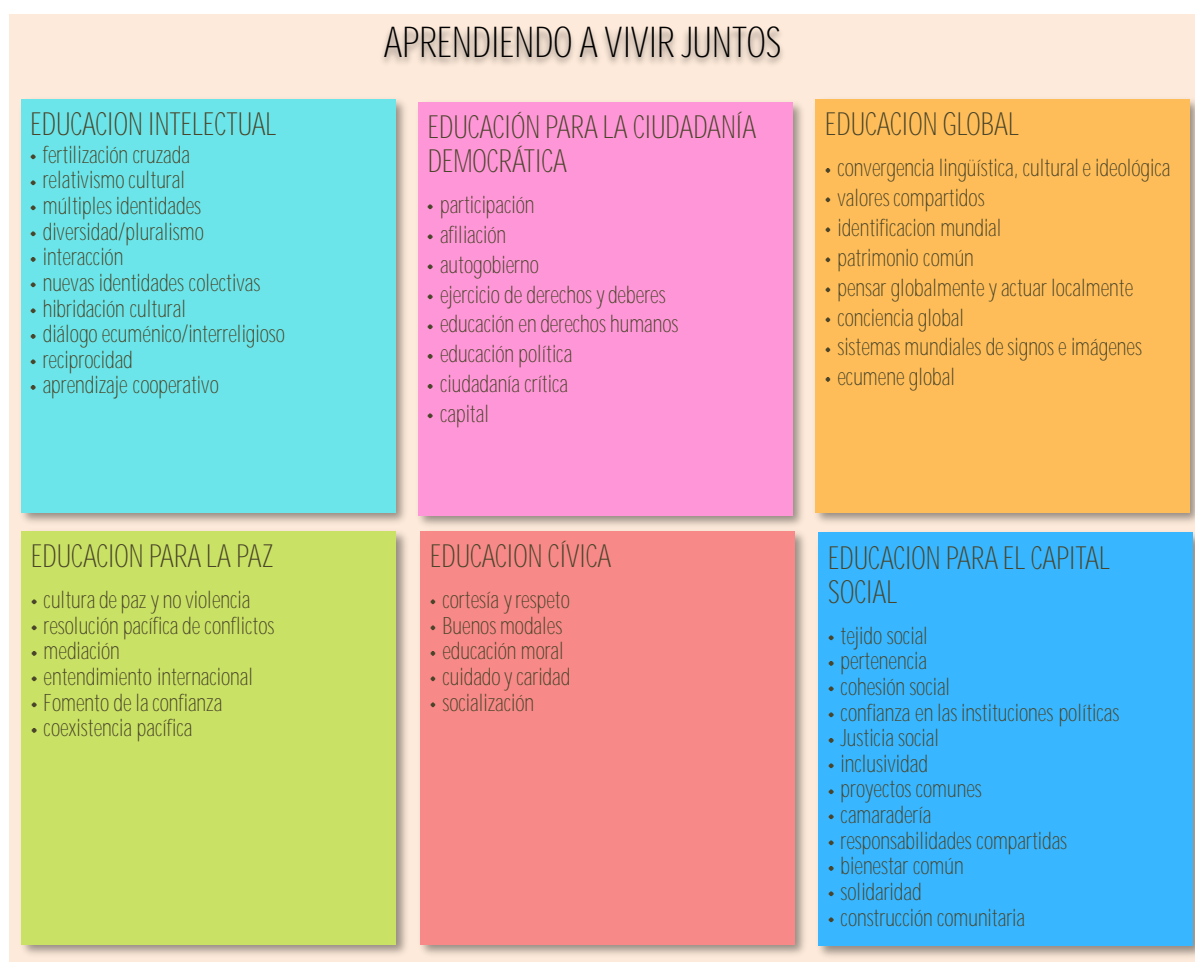 APRENDIENDO A VIVIR JUNTOS
EDUCACION INTELECTUAL
• fertilización cruzada
• relativismo cultural
• múltiples identidades
• diversidad/pluralismo
• interacción
• nuevas identidades colectivas
• hibridación cultural
• diálogo ecuménico/interreligioso
• reciprocidad
• aprendizaje cooperativo
EDUCACIÓN PARA LA CIUDADANÍA
DEMOCRÁTICA
• participación
• afiliación
• autogobierno
• ejercicio de derechos y deberes
• educación en derechos humanos
• educación política
• ciudadanía crítica
• capital
EDUCACION GLOBAL
• convergencia lingüística, cultural e ideológica
• valores compartidos
• identificacion mundial
• patrimonio común
• pensar globalmente y actuar localmente
• conciencia global
• sistemas mundiales de signos e imágenes
• ecumene global
EDUCACION PARA LA PAZ
• cultura de paz y no violencia
• resolución pacífica de conflictos
• mediación
• entendimiento internacional
• Fomento de la confianza
• coexistencia pacífica
EDUCACION CÍVICA
• cortesía y respeto
• Buenos modales
• educación moral
• cuidado y caridad
• socialización
EDUCACION PARA EL CAPITAL
SOCIAL
• tejido social
• pertenencia
• cohesión social
• confianza en las instituciones políticas
• Justicia social
• inclusividad
• proyectos comunes
• camaradería
• responsabilidades compartidas
• bienestar común
• solidaridad
• construcción comunitaria